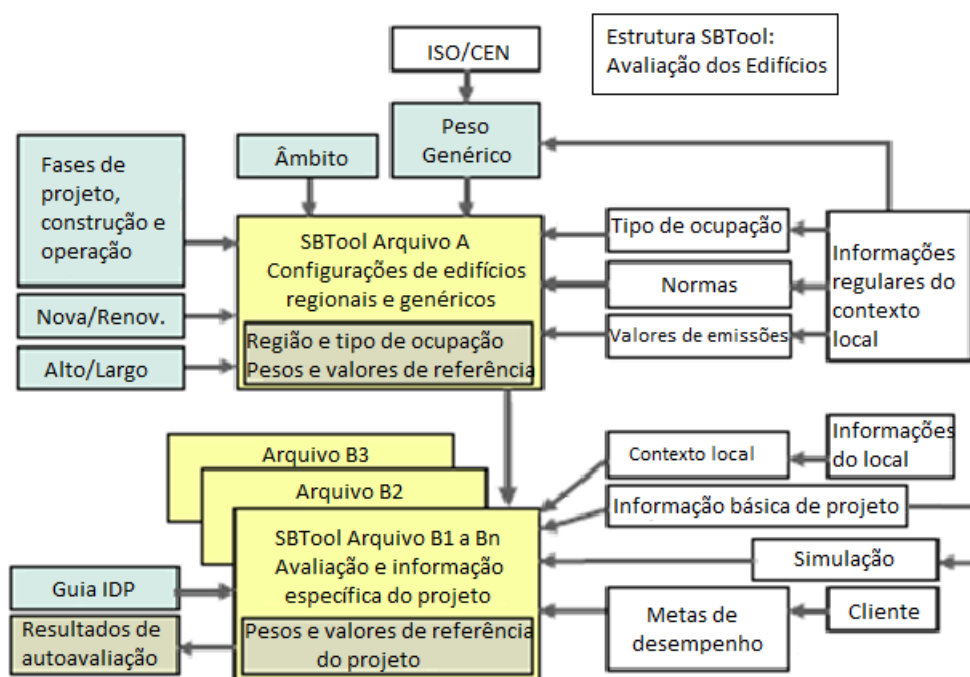 ISO/CEN
Estrutura SBTool:
Avaliação dos Edifícios
Fases de
projeto,
construção e
operação
Âmbito
Peso
Genérico
SBTool Arquivo A
Configurações de edifícios
regionais e genéricos
Região e tipo de ocupação
Pesos e valores de referência
Nova/Renov.
Alto/Largo
Tipo de ocupação
Normas
Valores de emissões
Informações
regulares do
contexto
local
Arquivo B3
Arquivo B2
SBTool Arquivo B1 a Bn
Avaliação e informação
específica do projeto
Pesos e valores de referência
do projeto
Guia IDP
Resultados de
autoavaliação
Contexto local
Informações
do local
Informação básica de projeto
Simulação
Metas de
desempenho
Cliente